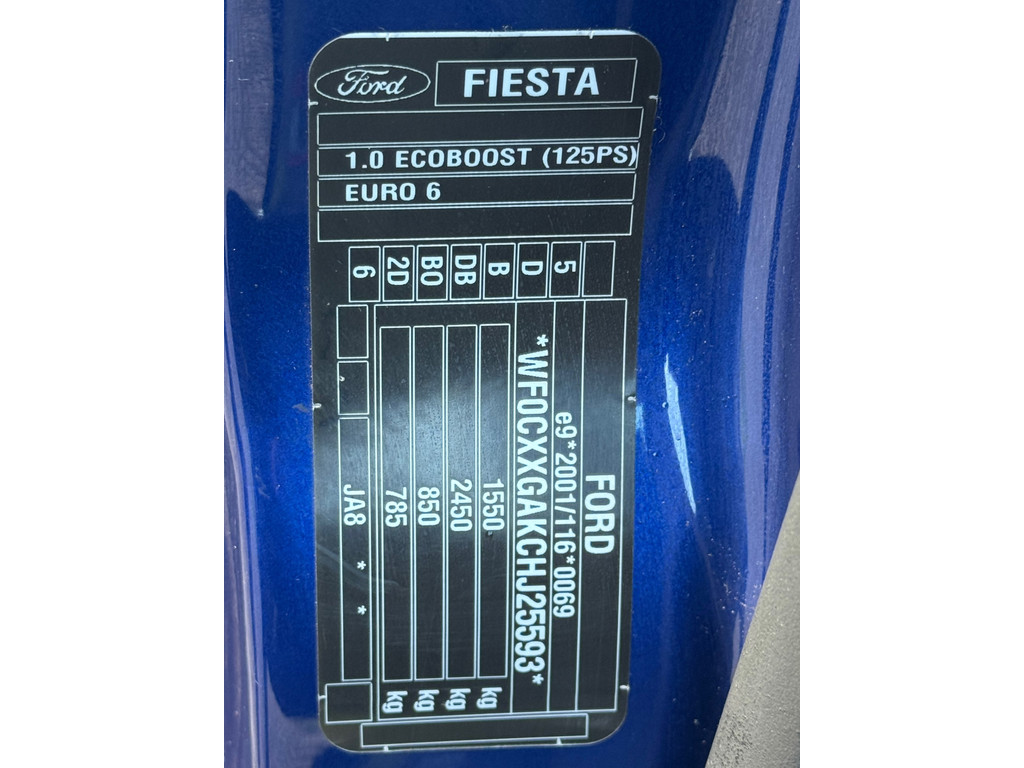 Ford
FIESTA
1.0 ECOBOOST (125PS)
EURO 6
5
D
B
DB
BO
2D
6
FORD
e9*2001/116*0069
*WF0CXXGAKCHJ25593*
1550 kg
2450 kg
850 kg
785 kg
JA8 * *